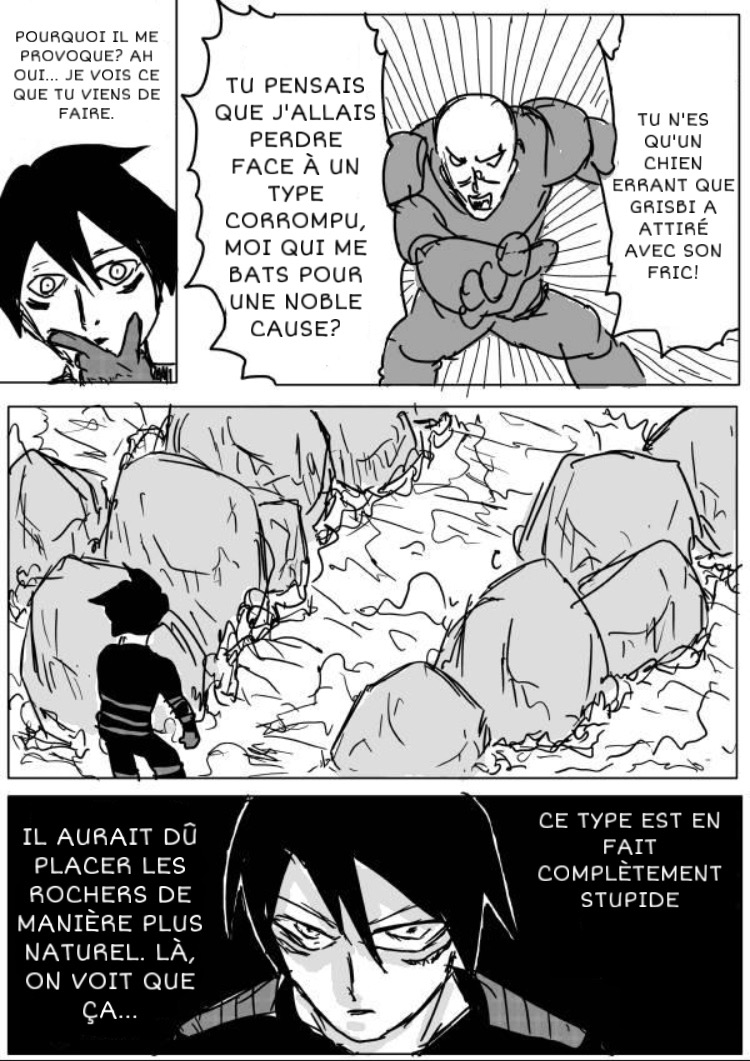 POURQUOI IL ME
PROVOQUE? AH
OUI... JE VOIS CE
QUE TU VIENS DE
FAIRE.
TU PENSAIS
QUE J'ALLAIS
PERDRE
FACE À UN
TYPE
CORROMPU,
MOI QUI ME
BATS POUR
UNE NOBLE
CAUSE?
TU N'ES
QU'UN
CHIEN
ERRANT QUE
GRISBI A
ATTIRÉ
AVEC SON
FRIC!
IL AURAIT DÛ
PLACER LES
ROCHERS DE
MANIÈRE PLUS
NATUREL. LÀ,
ON VOIT QUE
ÇA...
CE TYPE EST EN
FAIT
COMPLÈTEMENT
STUPIDE